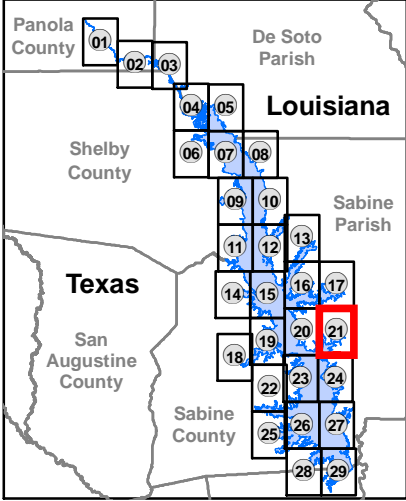 Panola
County
De Soto
Parish
01
02
03
04
05
Louisiana
Shelby
County
06
07
08
Sabine
Parish
09
10
11
12
13
Texas
14
15
16
17
San
Augustine
County
18
19
20
21
22
23
24
Sabine
County
25
26
27
28
29